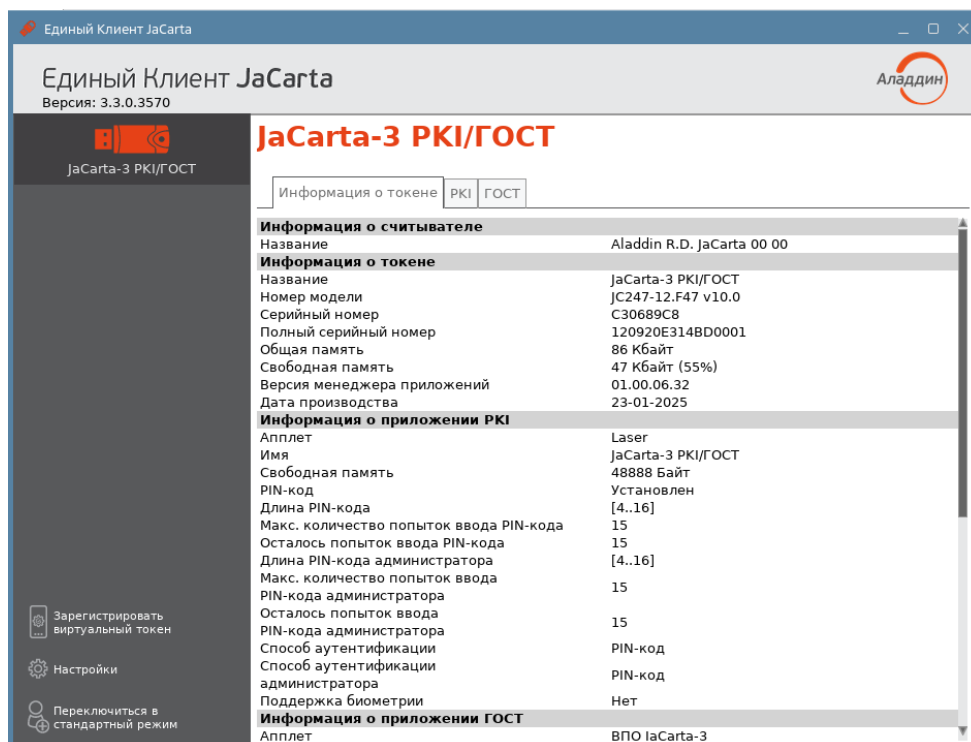 Единый Клиент JaCarta
Единый Клиент JaCarta
Версия: 3.3.0.3570
Аладдин
JaCarta-3 PKI/ГОСТ
JaCarta-3 PKI/ГОСТ
Информация о токене PKI ГОСТ
Информация о считывателе
Название Aladdin R.D. JaCarta 00 00
Информация о токене
Название JaCarta-3 PKI/ГОСТ
Номер модели JC247-12.F47 v10.0
Серийный номер C30689C8
Полный серийный номер 120920E314BD0001
Общая память 86 Кбайт
Свободная память 47 Кбайт (55%)
Версия менеджера приложений 01.00.06.32
Дата производства 23-01-2025
Информация о приложении PKI
Апплет Laser
Имя JaCarta-3 PKI/ГОСТ
Свободная память 48888 Байт
PIN-код Установлен
Длина PIN-кода [4..16]
Макс. количество попыток ввода PIN-кода 15
Осталось попыток ввода PIN-кода 15
Длина PIN-кода администратора [4..16]
Макс. количество попыток ввода
PIN-кода администратора 15
Осталось попыток ввода
PIN-кода администратора 15
Способ аутентификации PIN-код
Способ аутентификации
администратора PIN-код
Поддержка биометрии Нет
Информация о приложении ГОСТ
Апплет ВПО JaCarta-3
Зарегистрировать
виртуальный токен
Настройки
Переключиться в
стандартный режим